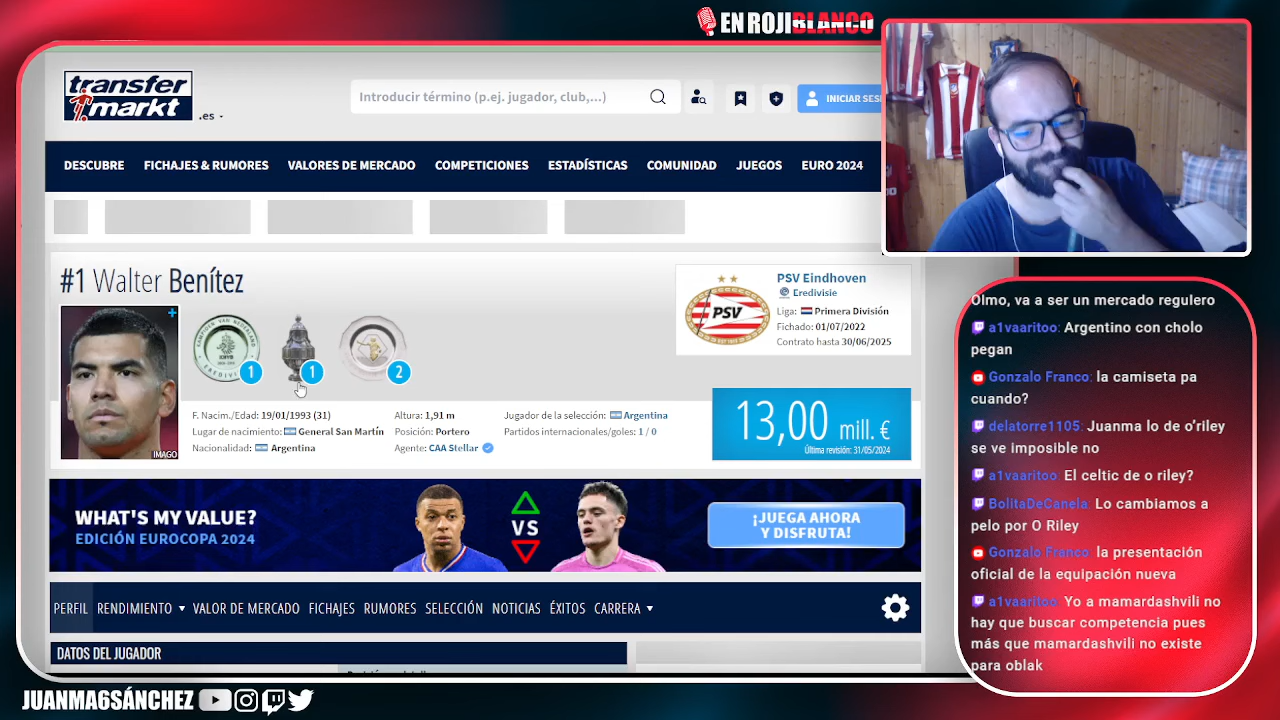 EN ROJIBLANCO
transfer
markt
.es
Introducir término (p.ej. jugador, club,...)
INICIAR SESI
DESCUBRE FICHAJES & RUMORES VALORES DE MERCADO COMPETICIONES ESTADÍSTICAS COMUNIDAD JUEGOS EURO 2024
#1 Walter Benítez
1
1
2
IMAGO
F. Nacim./Edad: 19/01/1993 (31)
Lugar de nacimiento: General San Martín
Nacionalidad: Argentina
Altura: 1,91 m
Posición: Portero
Agente: CAA Stellar
Jugador de la selección: Argentina
Partidos internacionales/goles: 1 / 0
PSV
PSV Eindhoven
Eredivisie
Liga: Primera División
Fichado: 01/07/2022
Contrato hasta 30/06/2025
13,00 mill. €
Última revisión: 31/05/2024
WHAT'S MY VALUE?
EDICIÓN EUROCOPA 2024
VS
¡JUEGA AHORA
Y DISFRUTA!
PERFIL RENDIMIENTO VALOR DE MERCADO FICHAJES RUMORES SELECCIÓN NOTICIAS ÉXITOS CARRERA
DATOS DEL JUGADOR
Olmo, va a ser un mercado regulero
a1vaaritoo: Argentino con cholo
pegan
Gonzalo Franco: la camiseta pa
cuando?
delatorre1105: Juanma lo de o'riley
se ve imposible no
a1vaaritoo: El celtic de o riley?
BolitaDeCanela: Lo cambiamos a
pelo por O Riley
Gonzalo Franco: la presentación
oficial de la equipación nueva
a1vaaritoo: Yo a mamardashvili no
hay que buscar competencia pues
más que mamardashvili no existe
para oblak
JUANMA6SÁNCHEZ